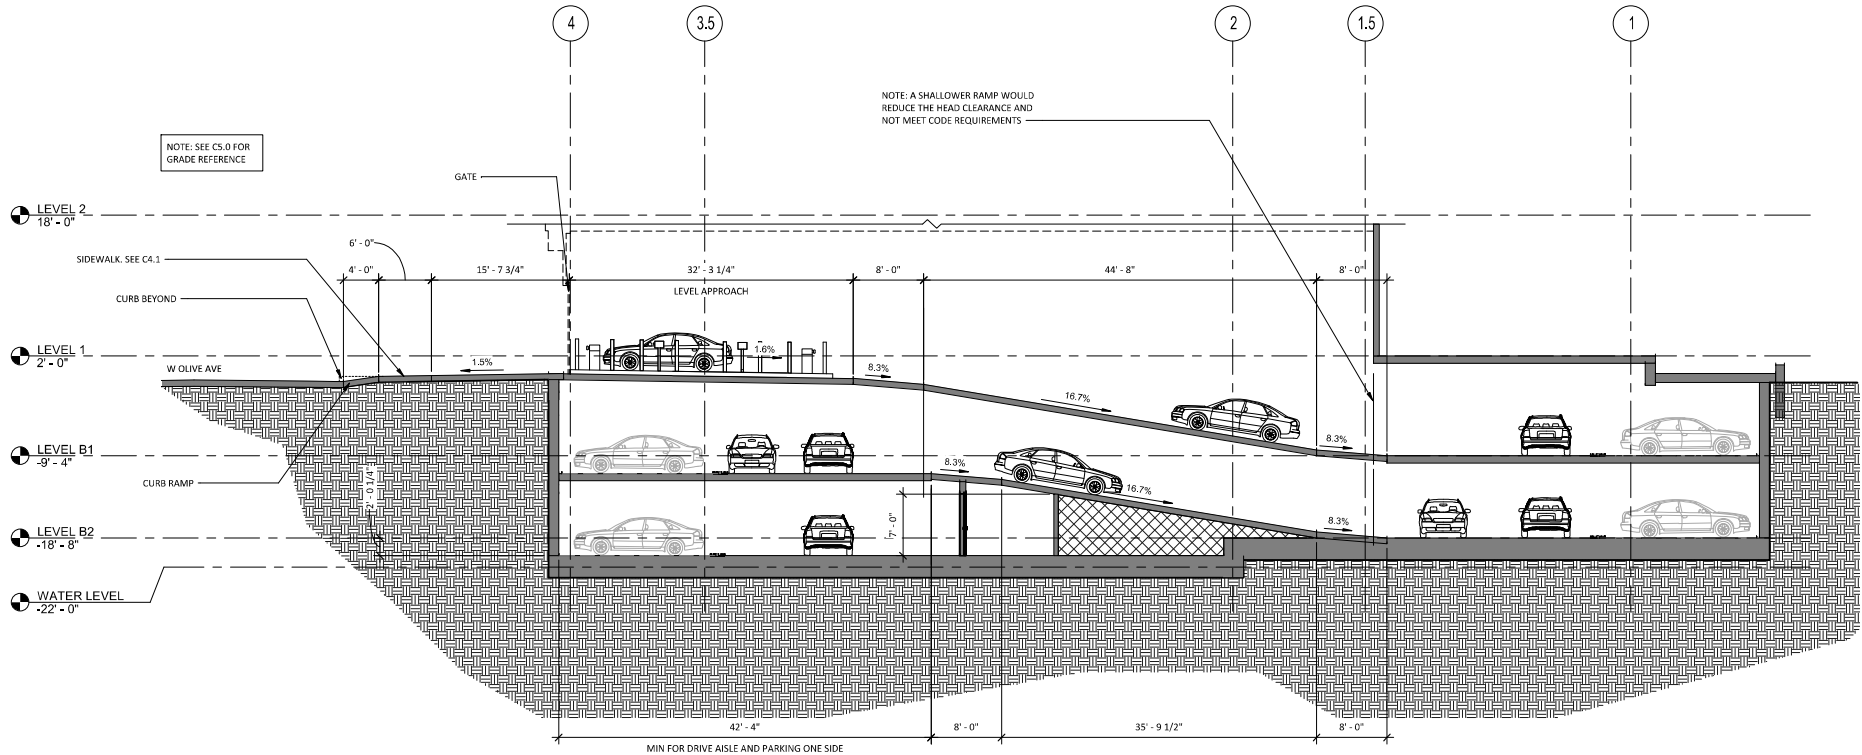 4
3.5
2
1.5
1
NOTE: A SHALLOWER RAMP WOULD
REDUCE THE HEAD CLEARANCE AND
NOT MEET CODE REQUIREMENTS
NOTE: SEE C5.0 FOR
GRADE REFERENCE
GATE
LEVEL 2
18' - 0"
6' - 0"
SIDEWALK. SEE C4.1
4' - 0"
15' - 7 3/4"
32' - 3 1/4"
8' - 0"
44' - 8"
8' - 0"
LEVEL APPROACH
CURB BEYOND
LEVEL 1
2' - 0"
W OLIVE AVE
1.5%
1.6%
8.3%
16.7%
8.3%
LEVEL B1
-9' - 4"
CURB RAMP
2' - 0 1/4"
8.3%
16.7%
8.3%
7' - 0"
LEVEL B2
-18' - 8"
WATER LEVEL
-22' - 0"
42' - 4"
8' - 0"
35' - 9 1/2"
8' - 0"
MIN FOR DRIVE AISLE AND PARKING ONE SIDE